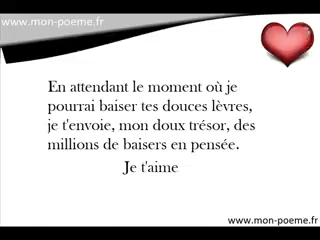 www.mon-poeme.fr
En attendant le moment où je
pourrai baiser tes douces lèvres,
je t'envoie, mon doux trésor, des
millions de baisers en pensée.
Je t'aime
www.mon-poeme.fr